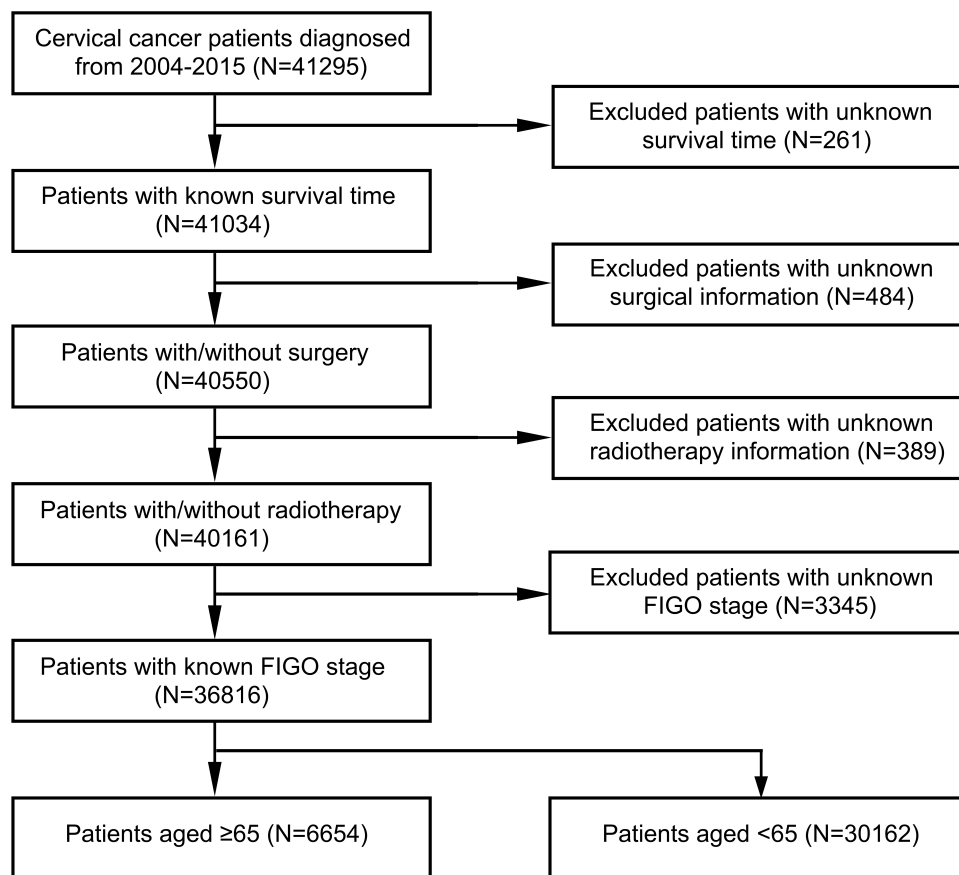 Cervical cancer patients diagnosed
from 2004-2015 (N=41295)
Excluded patients with unknown
survival time (N=261)
Patients with known survival time
(N=41034)
Excluded patients with unknown
surgical information (N=484)
Patients with/without surgery
(N=40550)
Excluded patients with unknown
radiotherapy information (N=389)
Patients with/without radiotherapy
(N=40161)
Excluded patients with unknown
FIGO stage (N=3345)
Patients with known FIGO stage
(N=36816)
Patients aged ≥65 (N=6654)
Patients aged <65 (N=30162)